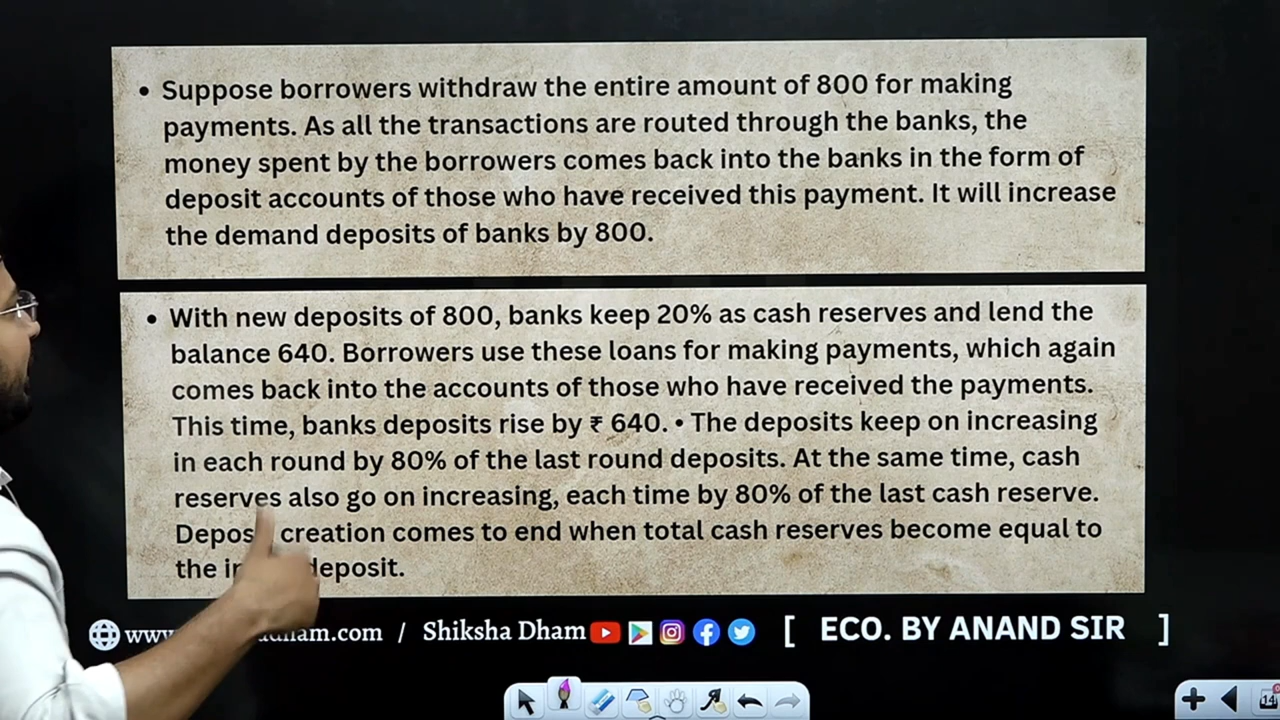 • Suppose borrowers withdraw the entire amount of 800 for making
payments. As all the transactions are routed through the banks, the
money spent by the borrowers comes back into the banks in the form of
deposit accounts of those who have received this payment. It will increase
the demand deposits of banks by 800.
• With new deposits of 800, banks keep 20% as cash reserves and lend the
balance 640. Borrowers use these loans for making payments, which again
comes back into the accounts of those who have received the payments.
This time, banks deposits rise by ₹ 640. • The deposits keep on increasing
in each round by 80% of the last round deposits. At the same time, cash
reserves also go on increasing, each time by 80% of the last cash reserve.
creation comes to end when total cash reserves become equal to
the deposit.
/ Shiksha Dham [ ECO. BY ANAND SIR ]
14